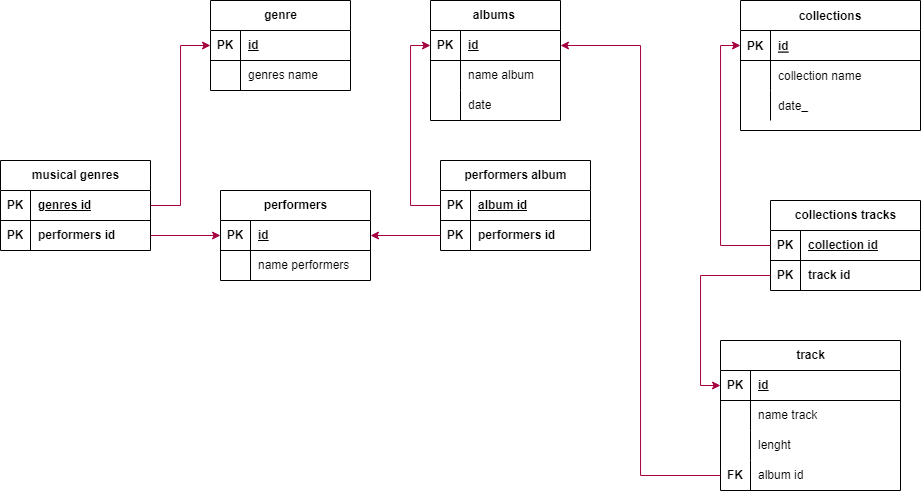 genre
PK id
genres name
albums
PK id
name album
date
collections
PK id
collection name
date_
musical genres
PK genres id
PK performers id
performers
PK id
name performers
performers album
PK album id
PK performers id
collections tracks
PK collection id
PK track id
track
PK id
name track
lenght
FK album id